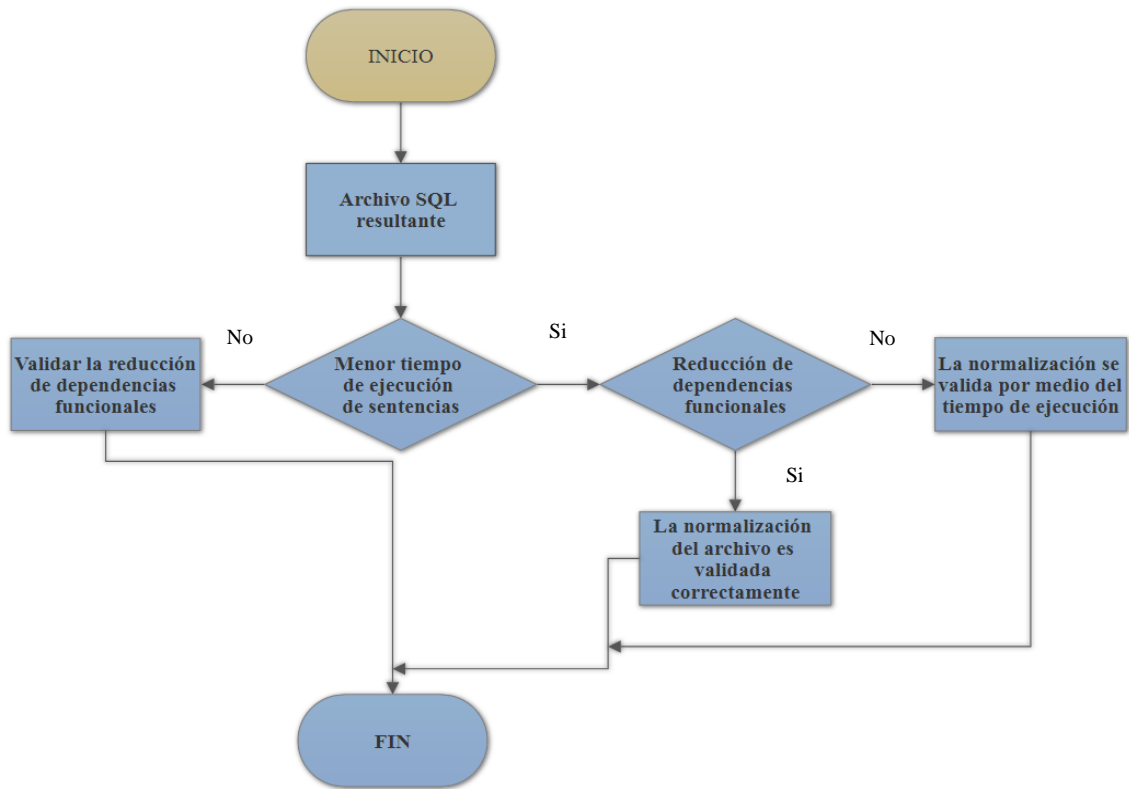 INICIO
Archivo SQL
resultante
No
Si
No
Validar la reducción
de dependencias
funcionales
Menor tiempo
de ejecución
de sentencias
Reducción de
dependencias
funcionales
La normalización se
valida por medio del
tiempo de ejecución
Si
La normalización
del archivo es
validada
correctamente
FIN